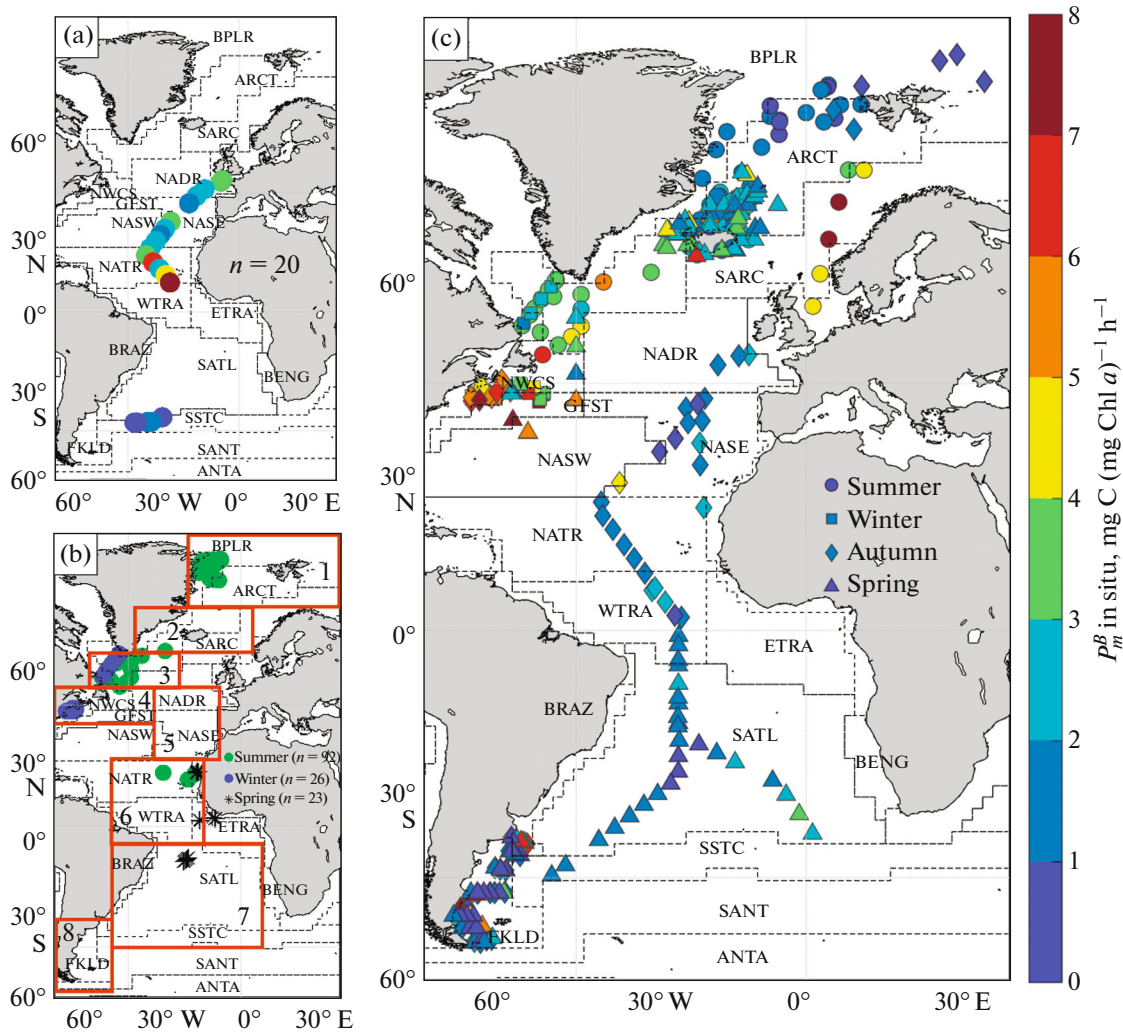 (a)
BPLR
ARCT
SARC
NADR
NWCS
GFST
NASW
NASE
NATR
n = 20
WTRA
ETRA
BRAZ
SATL
BENG
SSTC
FKLD
SANT
ANTA
60°
30°
N
0°
30°
S
60°
60°
30° W
0°
30° E
(b)
BPLR
1
ARCT
2
SARC
3
4
NWCS
GFST
NADR
NASW
5
NASE
Summer (n = 92)
Winter (n = 26)
Spring (n = 23)
NATR
6
WTRA
ETRA
BRAZ
SATL
BENG
7
SSTC
8
FKLD
SANT
ANTA
60°
30°
N
0°
30°
S
60°
60°
30° W
0°
30° E
(c)
BPLR
ARCT
SARC
NADR
NWCS
GFST
NASW
NASE
Summer
Winter
Autumn
Spring
NATR
WTRA
ETRA
BRAZ
SATL
BENG
SSTC
SANT
FKLD
ANTA
60°
30°
N
0°
30°
S
60°
60°
30° W
0°
30° E
8
7
6
5
4
3
2
1
0
P_m^B in situ, mg C (mg Chl a)⁻¹ h⁻¹